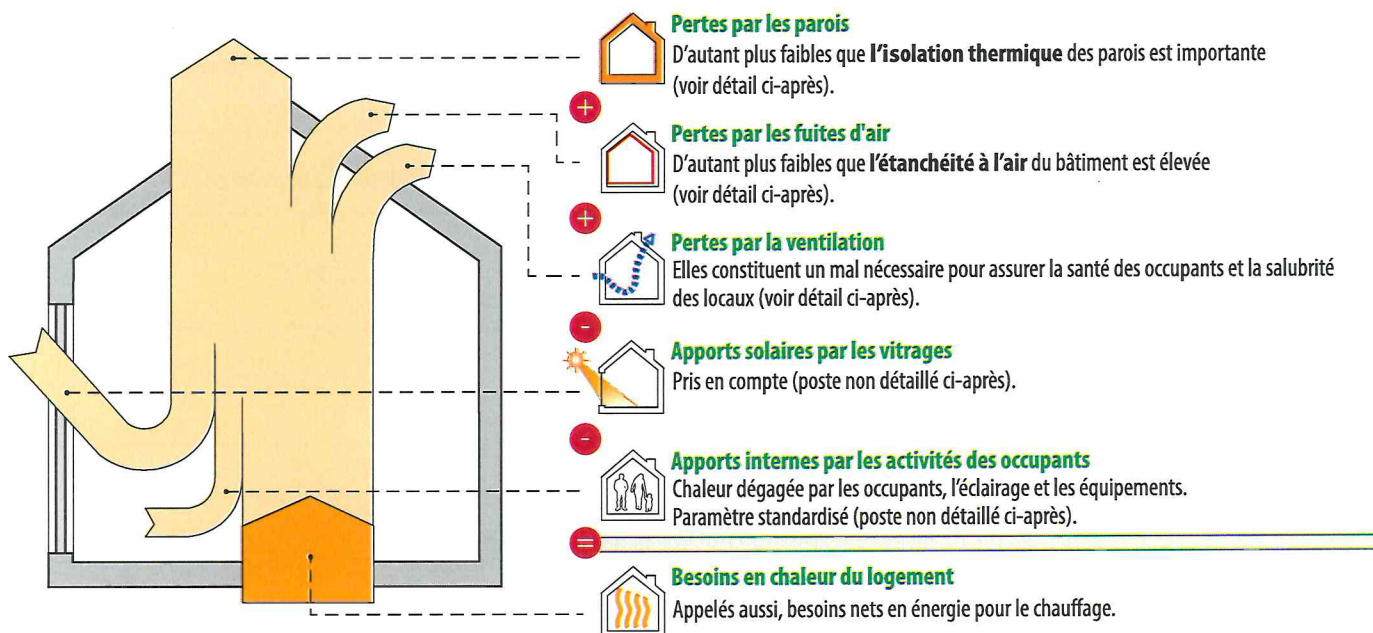 Pertes par les parois
D'autant plus faibles que l'isolation thermique des parois est importante
(voir détail ci-après).
+
Pertes par les fuites d'air
D'autant plus faibles que l'étanchéité à l'air du bâtiment est élevée
(voir détail ci-après).
+
Pertes par la ventilation
Elles constituent un mal nécessaire pour assurer la santé des occupants et la salubrité
des locaux (voir détail ci-après).
-
Apports solaires par les vitrages
Pris en compte (poste non détaillé ci-après).
-
Apports internes par les activités des occupants
Chaleur dégagée par les occupants, l'éclairage et les équipements.
Paramètre standardisé (poste non détaillé ci-après).
=
Besoins en chaleur du logement
Appelés aussi, besoins nets en énergie pour le chauffage.